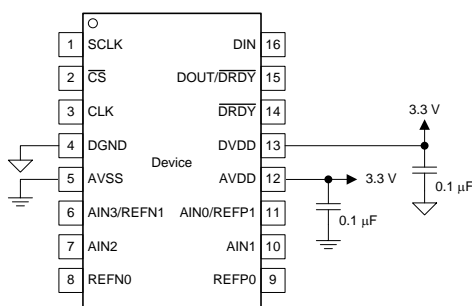 1 SCLK DIN 16
2 CS DOUT/DRDY 15
3 CLK DRDY 14
3.3 V
4 DGND DVDD 13
Device
5 AVSS AVDD 12 3.3 V
0.1 µF
6 AIN3/REFN1 AIN0/REFP1 11
0.1 µF
7 AIN2 AIN1 10
8 REFN0 REFP0 9